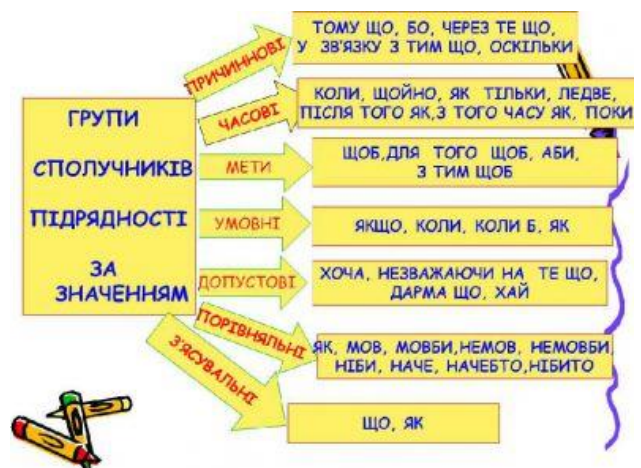 ГРУПИ
СПОЛУЧНИКІВ
ПІДРЯДНОСТІ
ЗА
ЗНАЧЕННЯМ
ПРИЧИННОВІ
ТОМУ ЩО, БО, ЧЕРЕЗ ТЕ ЩО,
У ЗВ'ЯЗКУ З ТИМ ЩО, ОСКІЛЬКИ
ЧАСОВІ
КОЛИ, ЩОЙНО, ЯК ТІЛЬКИ, ЛЕДВЕ,
ПІСЛЯ ТОГО ЯК,З ТОГО ЧАСУ ЯК, ПОКИ
МЕТИ
ЩОБ,ДЛЯ ТОГО ЩОБ, АБИ,
З ТИМ ЩОБ
УМОВНІ
ЯКЩО, КОЛИ, КОЛИ Б, ЯК
ДОПУСТОВІ
ХОЧА, НЕЗВАЖАЮЧИ НА ТЕ ЩО,
ДАРМА ЩО, ХАЙ
ПОРІВНЯЛЬНІ
ЯК, МОВ, МОВБИ,НЕМОВ, НЕМОВБИ,
НІБИ, НАЧЕ, НАЧЕБТО,НІБИТО
З'ЯСУВАЛЬНІ
ЩО, ЯК